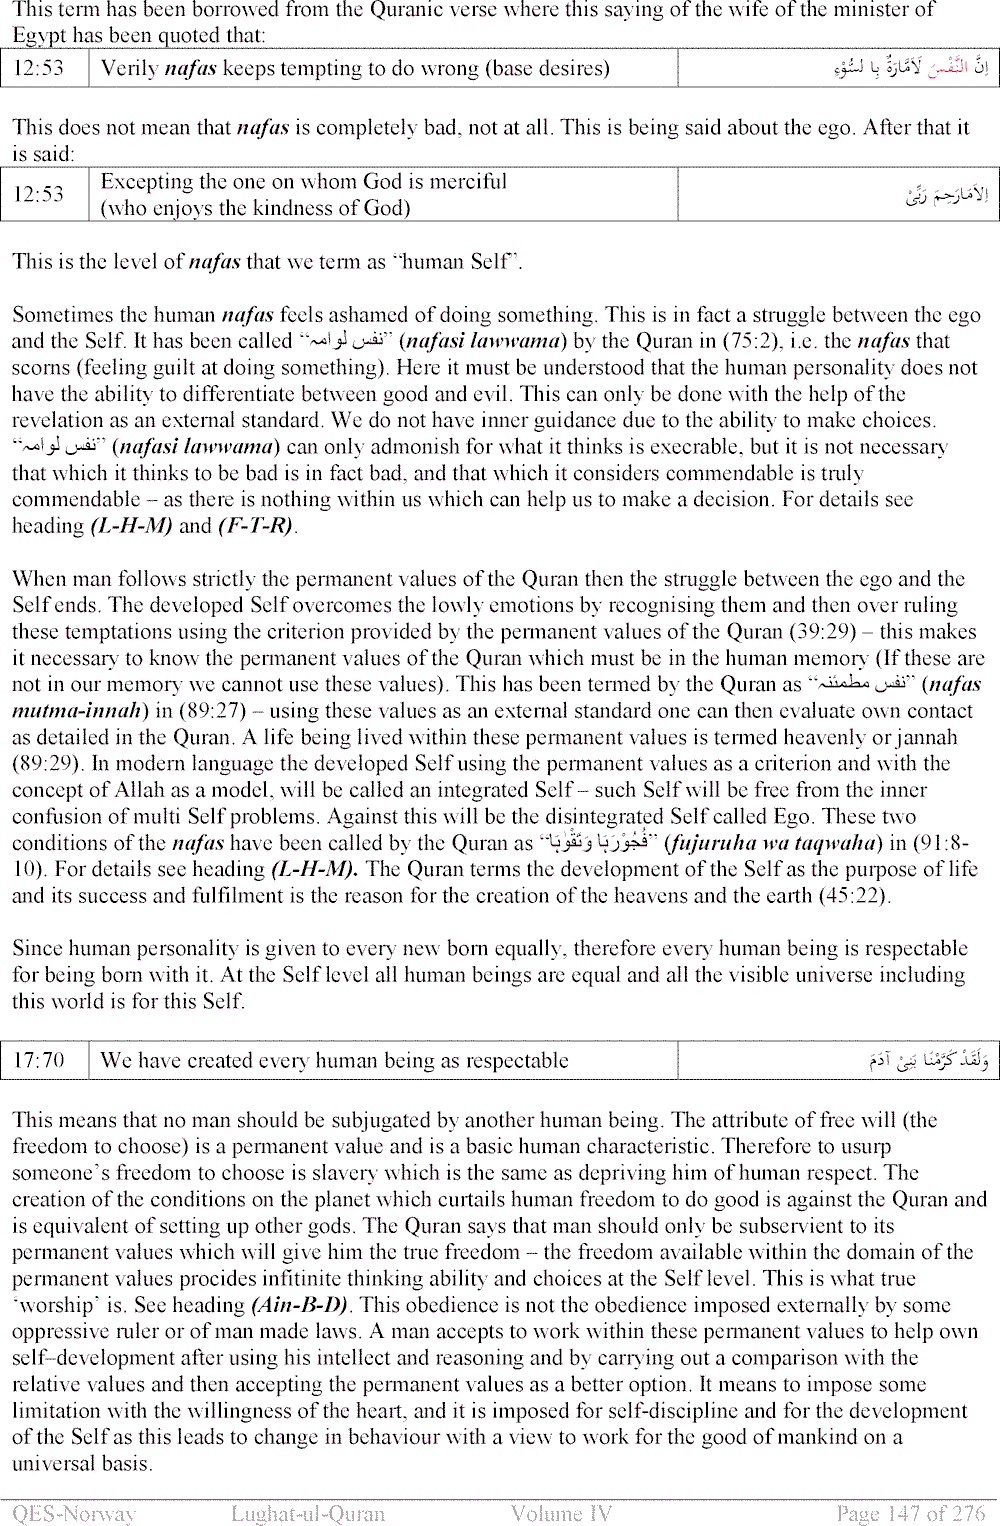 This term has been borrowed from the Quranic verse where this saying of the wife of the minister of
Egypt has been quoted that:
12:53 Verily nafas keeps tempting to do wrong (base desires) اِنَّ النَّفْسَ لَاَمَّارَةٌ بِا لسُّوْءِ
This does not mean that nafas is completely bad, not at all. This is being said about the ego. After that it
is said:
12:53 Excepting the one on whom God is merciful
(who enjoys the kindness of God) اِلاَّمَارَحِمَ رَبِّىْ
This is the level of nafas that we term as “human Self”.
Sometimes the human nafas feels ashamed of doing something. This is in fact a struggle between the ego
and the Self. It has been called “نفس لوامہ” (nafasi lawwama) by the Quran in (75:2), i.e. the nafas that
scorns (feeling guilt at doing something). Here it must be understood that the human personality does not
have the ability to differentiate between good and evil. This can only be done with the help of the
revelation as an external standard. We do not have inner guidance due to the ability to make choices.
“نفس لوامہ” (nafasi lawwama) can only admonish for what it thinks is execrable, but it is not necessary
that which it thinks to be bad is in fact bad, and that which it considers commendable is truly
commendable – as there is nothing within us which can help us to make a decision. For details see
heading (L-H-M) and (F-T-R).
When man follows strictly the permanent values of the Quran then the struggle between the ego and the
Self ends. The developed Self overcomes the lowly emotions by recognising them and then over ruling
these temptations using the criterion provided by the permanent values of the Quran (39:29) – this makes
it necessary to know the permanent values of the Quran which must be in the human memory (If these are
not in our memory we cannot use these values). This has been termed by the Quran as “نفس مطمئنہ” (nafas
mutma-innah) in (89:27) – using these values as an external standard one can then evaluate own contact
as detailed in the Quran. A life being lived within these permanent values is termed heavenly or jannah
(89:29). In modern language the developed Self using the permanent values as a criterion and with the
concept of Allah as a model, will be called an integrated Self – such Self will be free from the inner
confusion of multi Self problems. Against this will be the disintegrated Self called Ego. These two
conditions of the nafas have been called by the Quran as “فُجُوْرَہَا وَتَقْوٰہَا” (fujuruha wa taqwaha) in (91:8-
10). For details see heading (L-H-M). The Quran terms the development of the Self as the purpose of life
and its success and fulfilment is the reason for the creation of the heavens and the earth (45:22).
Since human personality is given to every new born equally, therefore every human being is respectable
for being born with it. At the Self level all human beings are equal and all the visible universe including
this world is for this Self.
17:70 We have created every human being as respectable وَلَقَدْ كَرَّمْنَا بَنِىْ آدَمَ
This means that no man should be subjugated by another human being. The attribute of free will (the
freedom to choose) is a permanent value and is a basic human characteristic. Therefore to usurp
someone’s freedom to choose is slavery which is the same as depriving him of human respect. The
creation of the conditions on the planet which curtails human freedom to do good is against the Quran and
is equivalent of setting up other gods. The Quran says that man should only be subservient to its
permanent values which will give him the true freedom – the freedom available within the domain of the
permanent values procides infitinite thinking ability and choices at the Self level. This is what true
‘worship’ is. See heading (Ain-B-D). This obedience is not the obedience imposed externally by some
oppressive ruler or of man made laws. A man accepts to work within these permanent values to help own
self–development after using his intellect and reasoning and by carrying out a comparison with the
relative values and then accepting the permanent values as a better option. It means to impose some
limitation with the willingness of the heart, and it is imposed for self-discipline and for the development
of the Self as this leads to change in behaviour with a view to work for the good of mankind on a
universal basis.
QES-Norway Lughat-ul-Quran Volume IV Page 147 of 276